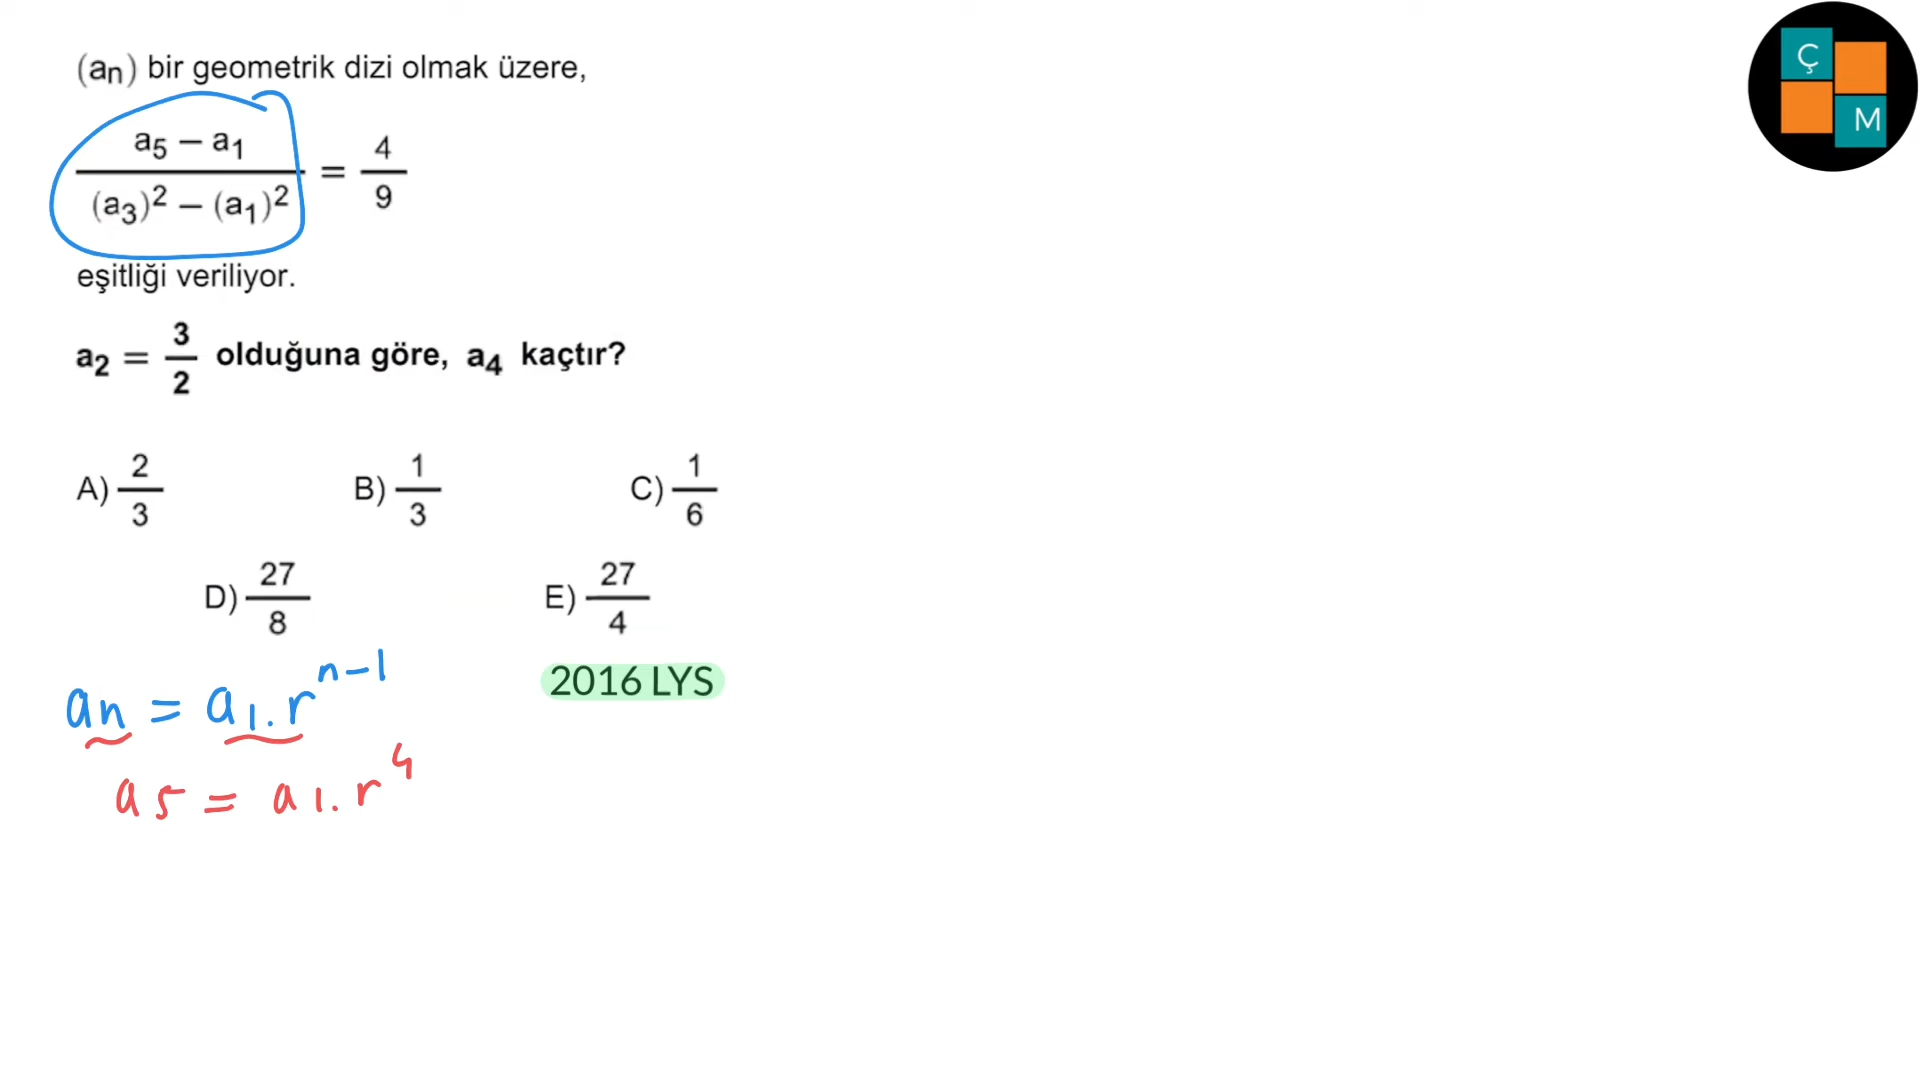 (aₙ) bir geometrik dizi olmak üzere,
a₅ − a₁ / (a₃)² − (a₁)² = 4/9
eşitliği veriliyor.
a₂ = 3/2 olduğuna göre, a₄ kaçtır?
A) 2/3 B) 1/3 C) 1/6
D) 27/8 E) 27/4
2016 LYS
aₙ = a₁.rⁿ⁻¹
a₅ = a₁.r⁴
Ç
M